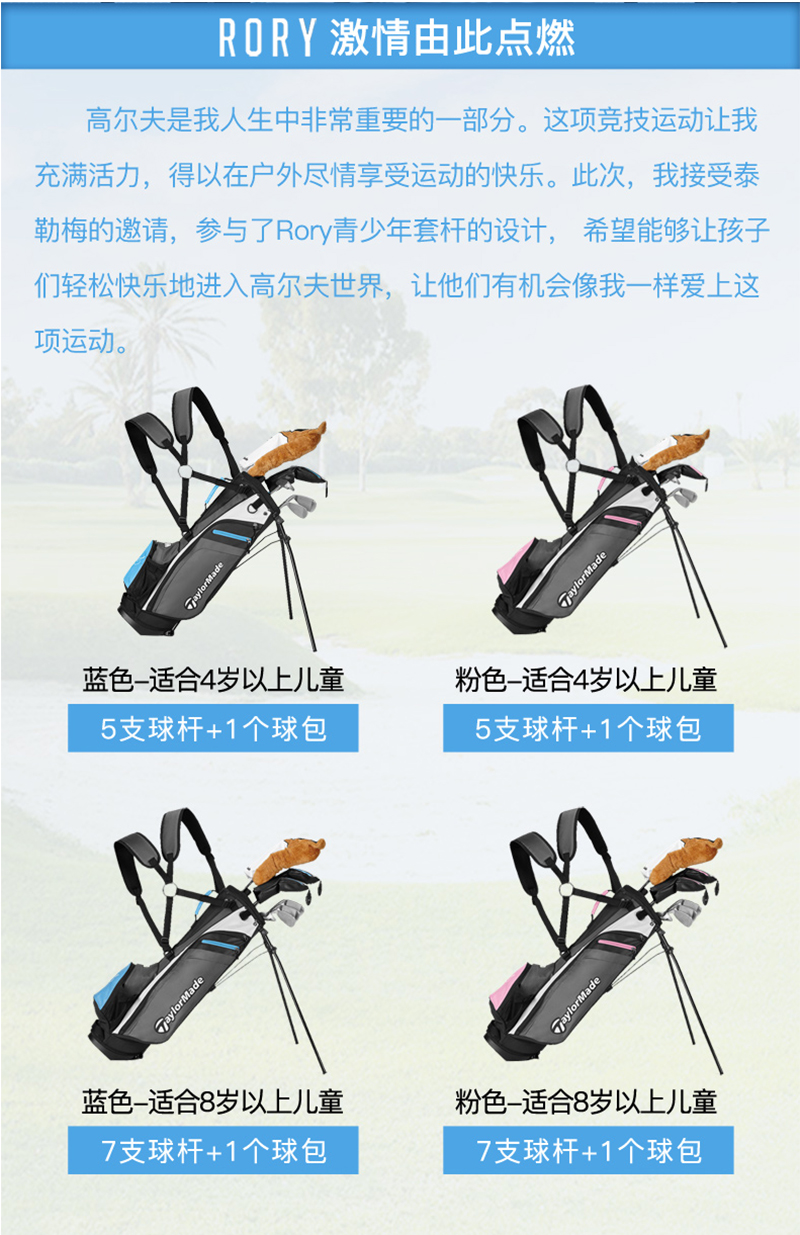 RORY 激情由此点燃
高尔夫是我人生中非常重要的一部分。这项竞技运动让我
充满活力，得以在户外尽情享受运动的快乐。此次，我接受泰
勒梅的邀请，参与了Rory青少年套杆的设计， 希望能够让孩子
们轻松快乐地进入高尔夫世界，让他们有机会像我一样爱上这
项运动。
TaylorMade
TaylorMade
蓝色-适合4岁以上儿童
粉色-适合4岁以上儿童
5支球杆+1个球包
5支球杆+1个球包
TaylorMade
TaylorMade
蓝色-适合8岁以上儿童
粉色-适合8岁以上儿童
7支球杆+1个球包
7支球杆+1个球包